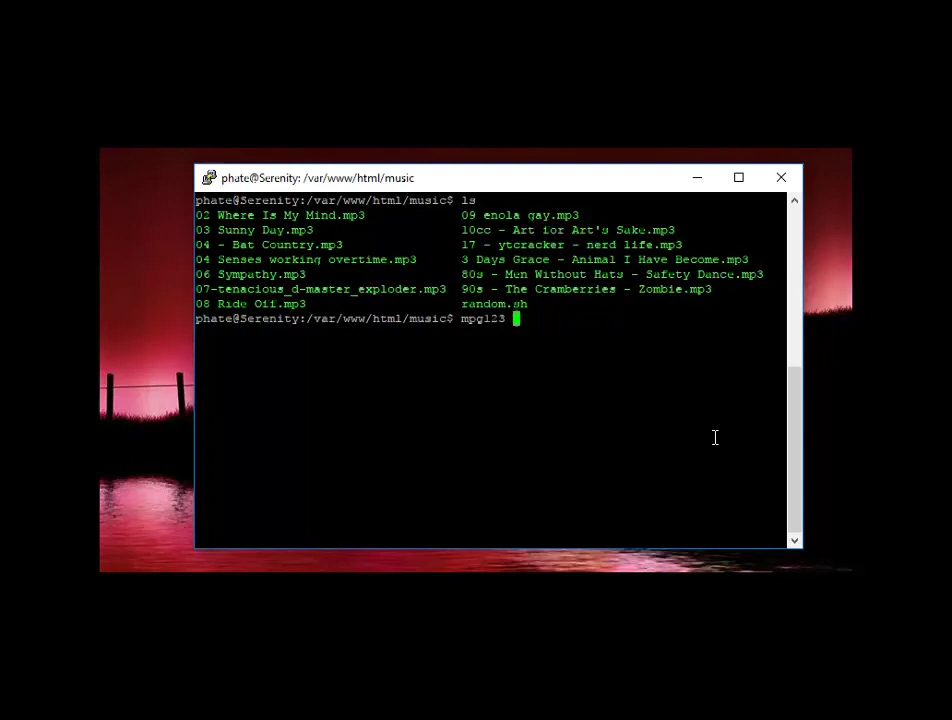 phate@Serenity: /var/www/html/music
phate@Serenity:/var/www/html/music$ ls
02 Where Is My Mind.mp3 09 enola gay.mp3
03 Sunny Day.mp3 10cc - Art for Art's Sake.mp3
04 - Bat Country.mp3 17 - ytcracker - nerd life.mp3
04 Senses working overtime.mp3 3 Days Grace - Animal I Have Become.mp3
06 Sympathy.mp3 80s - Men Without Hats - Safety Dance.mp3
07-tenacious_d-master_exploder.mp3 90s - The Cranberries - Zombie.mp3
08 Ride Off.mp3 random.sh
phate@Serenity:/var/www/html/music$ mpg123